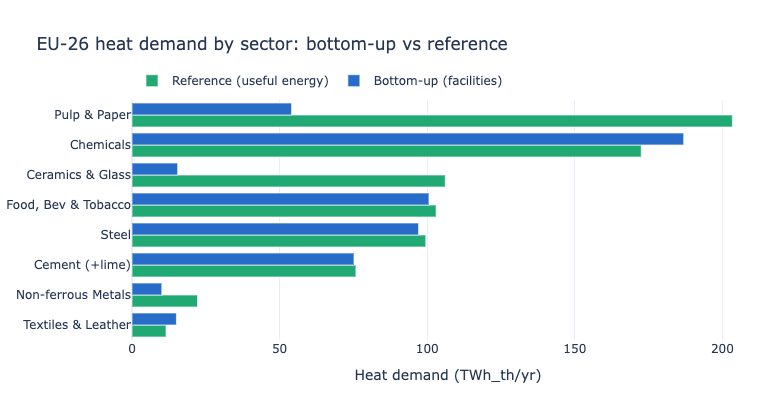 EU-26 heat demand by sector: bottom-up vs reference
Reference (useful energy) Bottom-up (facilities)
Pulp & Paper
Chemicals
Ceramics & Glass
Food, Bev & Tobacco
Steel
Cement (+lime)
Non-ferrous Metals
Textiles & Leather
0 50 100 150 200
Heat demand (TWh_th/yr)